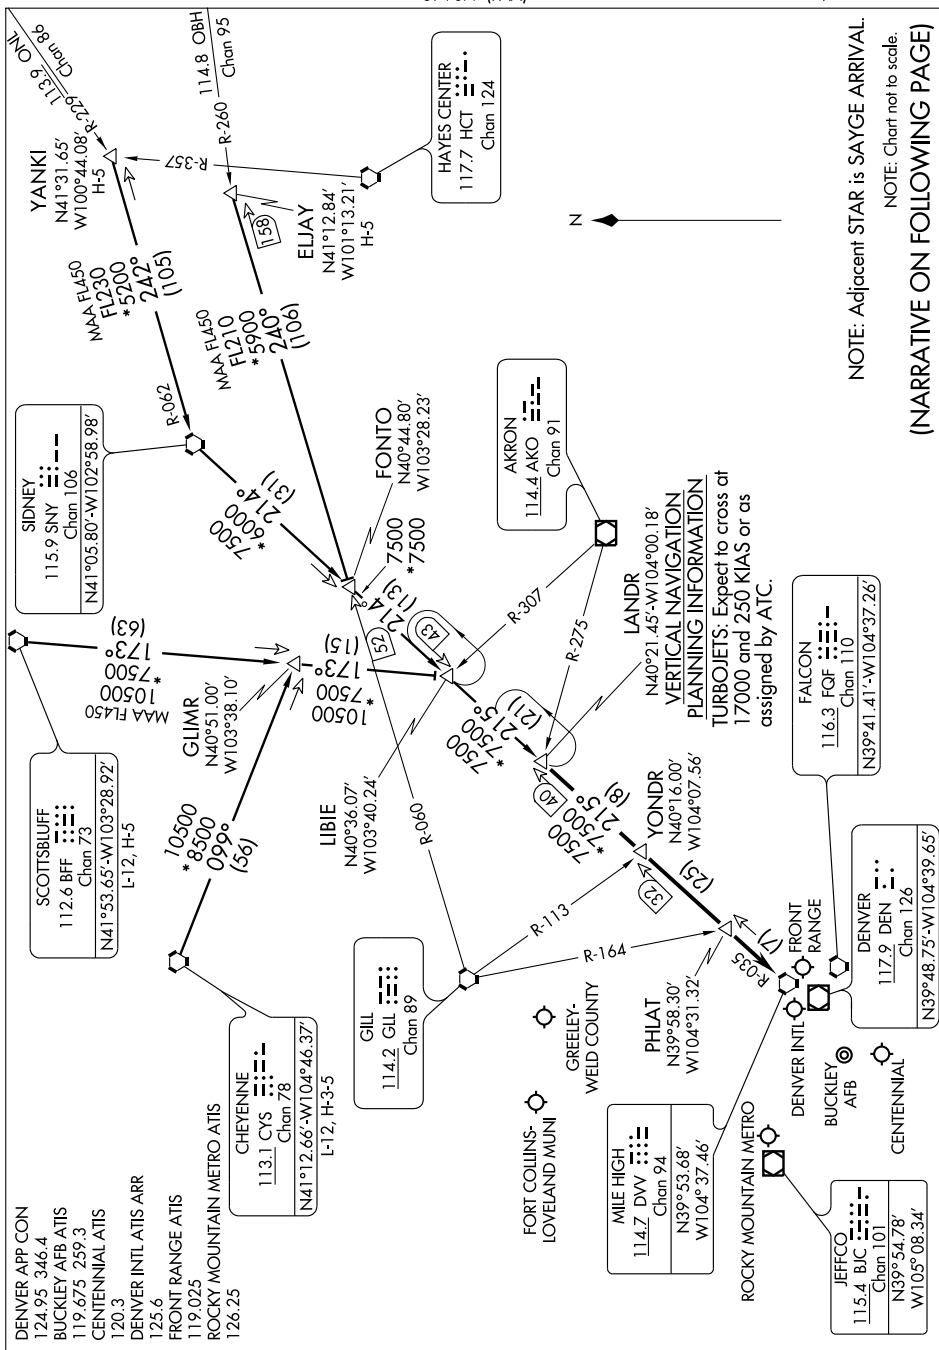 DENVER APP CON
124.95 346.4
BUCKLEY AFB ATIS
119.675 259.3
CENTENNIAL ATIS
120.3
DENVER INTL ATIS ARR
125.6
FRONT RANGE ATIS
119.025
ROCKY MOUNTAIN METRO ATIS
126.25
CHEYENNE
113.1 CYS
Chan 78
N41°12.66'-W104°46.37'
L-12, H-3-5
SCOTTSBLUFF
112.6 BFF
Chan 73
N41°53.65'-W103°28.92'
L-12, H-5
SIDNEY
115.9 SNY
Chan 106
N41°05.80'-W102°58.98'
YANKI
N41°31.65'
W100°44.08'
H-5
113.9 ONL
Chan 86
R-229
114.8 OBH
Chan 95
R-260
R-357
HAYES CENTER
117.7 HCT
Chan 124
ELJAY
N41°12.84'
W101°13.21'
H-5
158
MAA FL450
FL230
*5200
242°
(105)
R-062
MAA FL450
FL210
*5900
240°
(106)
7500
*6000
214°
(31)
FONTO
N40°44.80'
W103°28.23'
7500
*7500
214°
(13)
MAA FL450
10500
*7500
173°
(63)
GLIMR
N40°51.00'
W103°38.10'
10500
*8500
099°
(56)
10500
*7500
173°
(15)
52
43
LIBIE
N40°36.07'
W103°40.24'
R-060
R-307
R-275
AKRON
114.4 AKO
Chan 91
7500
*7500
215°
(21)
LANDR
N40°21.45'-W104°00.18'
VERTICAL NAVIGATION
PLANNING INFORMATION
TURBOJETS: Expect to cross at
17000 and 250 KIAS or as
assigned by ATC.
40
7500
*7500
215°
(8)
YONDR
N40°16.00'
W104°07.56'
32
(25)
GILL
114.2 GLL
Chan 89
R-113
R-164
PHLAT
N39°58.30'
W104°31.32'
(7)
R-035
GREELEY-
WELD COUNTY
FORT COLLINS-
LOVELAND MUNI
MILE HIGH
114.7 DVV
Chan 94
N39°53.68'
W104°37.46'
ROCKY MOUNTAIN METRO
JEFFCO
115.4 BJC
Chan 101
N39°54.78'
W105°08.34'
DENVER INTL
FRONT
RANGE
BUCKLEY
AFB
CENTENNIAL
FALCON
116.3 FQF
Chan 110
N39°41.41'-W104°37.26'
DENVER
117.9 DEN
Chan 126
N39°48.75'-W104°39.65'
N
NOTE: Adjacent STAR is SAYGE ARRIVAL.
NOTE: Chart not to scale.
(NARRATIVE ON FOLLOWING PAGE)